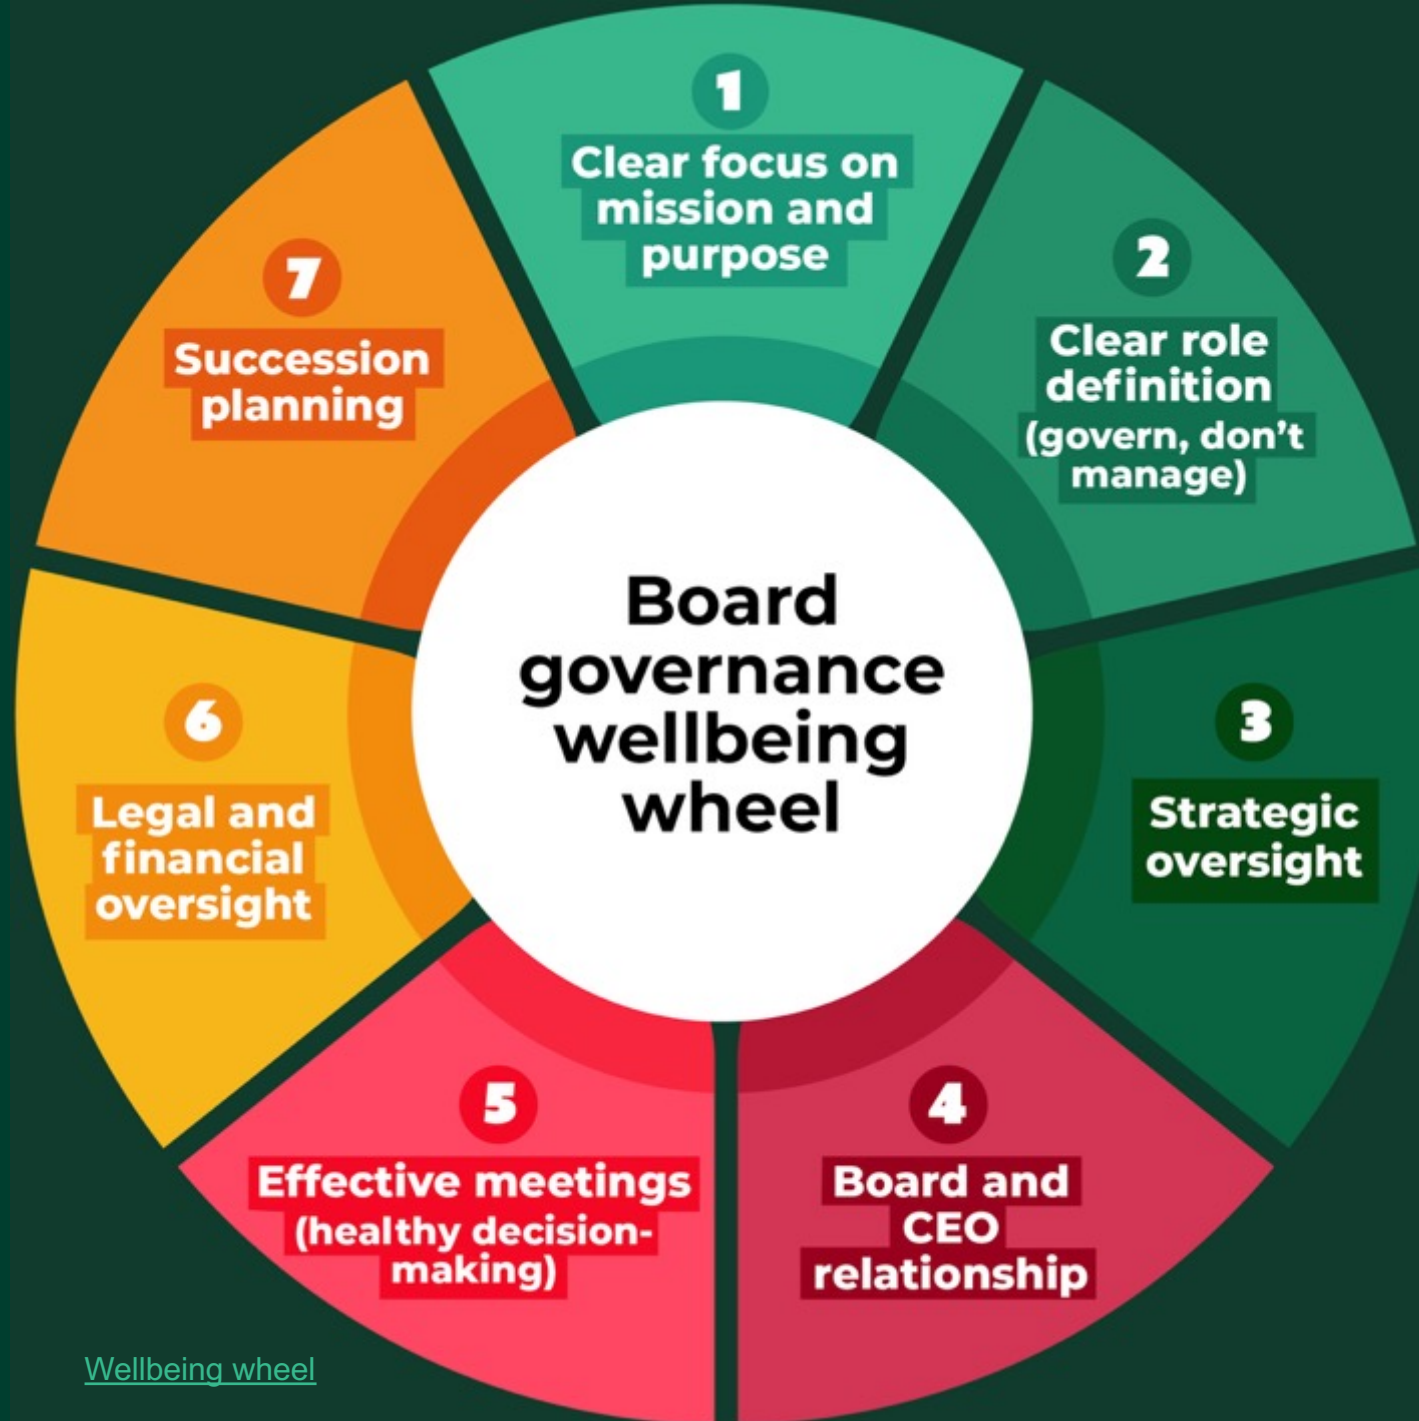 1
Clear focus on
mission and
purpose
2
Clear role
definition
(govern, don’t
manage)
3
Strategic
oversight
4
Board and
CEO
relationship
5
Effective meetings
(healthy decision-
making)
6
Legal and
financial
oversight
7
Succession
planning
Board
governance
wellbeing
wheel
Wellbeing wheel